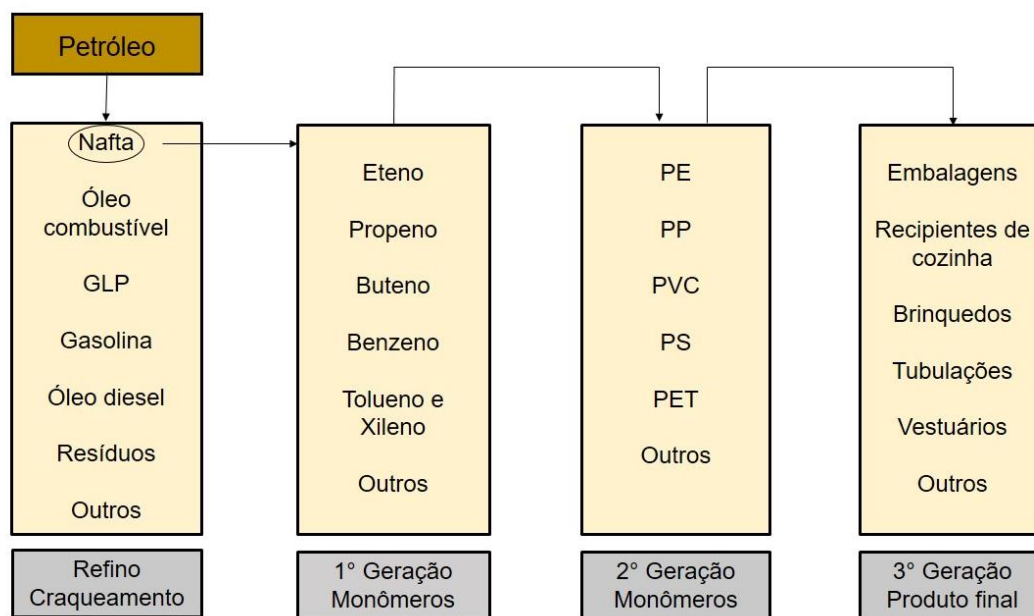 Petróleo
Nafta
Óleo
combustível
GLP
Gasolina
Óleo diesel
Resíduos
Outros
Refino
Craqueamento
Eteno
Propeno
Buteno
Benzeno
Tolueno e
Xileno
Outros
1° Geração
Monômeros
PE
PP
PVC
PS
PET
Outros
2° Geração
Monômeros
Embalagens
Recipientes de
cozinha
Brinquedos
Tubulações
Vestuários
Outros
3° Geração
Produto final